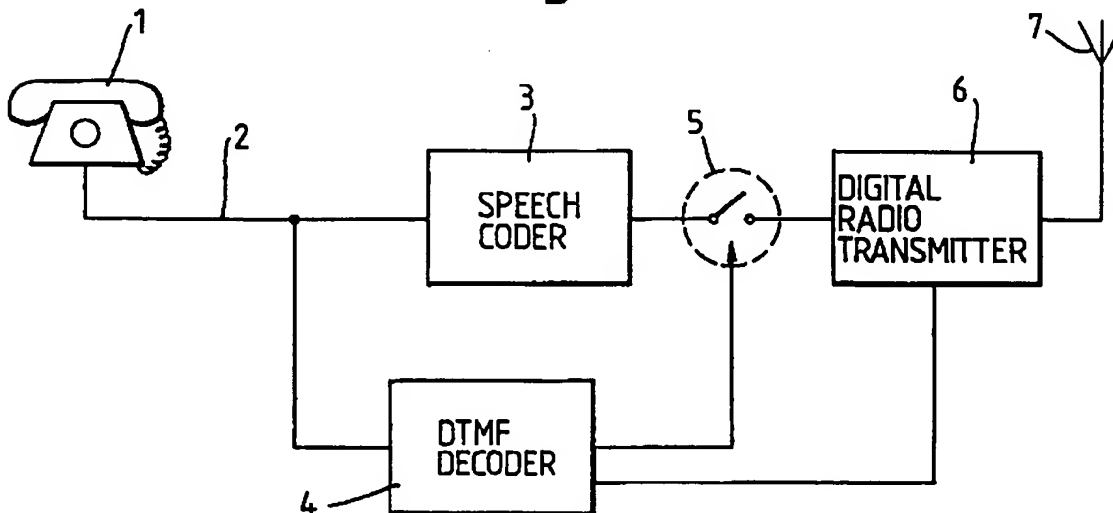 1
2
3
SPEECH
CODER
5
6
DIGITAL
RADIO
TRANSMITTER
7
DTMF
DECODER
4